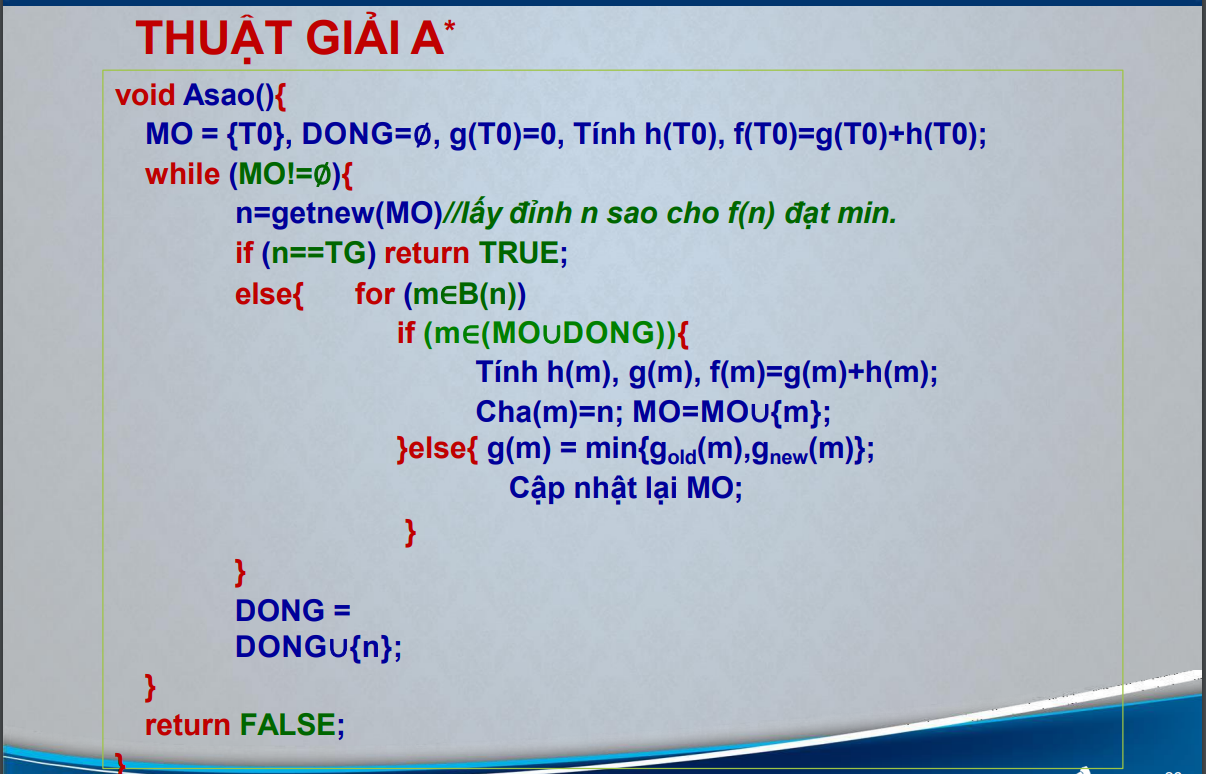 THUẬT GIẢI A*
void Asao(){
MO = {T0}, DONG=∅, g(T0)=0, Tính h(T0), f(T0)=g(T0)+h(T0);
while (MO!=∅){
n=getnew(MO)//lấy đỉnh n sao cho f(n) đạt min.
if (n==TG) return TRUE;
else{ for (m∈B(n))
if (m∈(MO∪DONG)){
Tính h(m), g(m), f(m)=g(m)+h(m);
Cha(m)=n; MO=MO∪{m};
}else{ g(m) = min{gold(m),gnew(m)};
Cập nhật lại MO;
}
}
DONG =
DONG∪{n};
}
return FALSE;
}